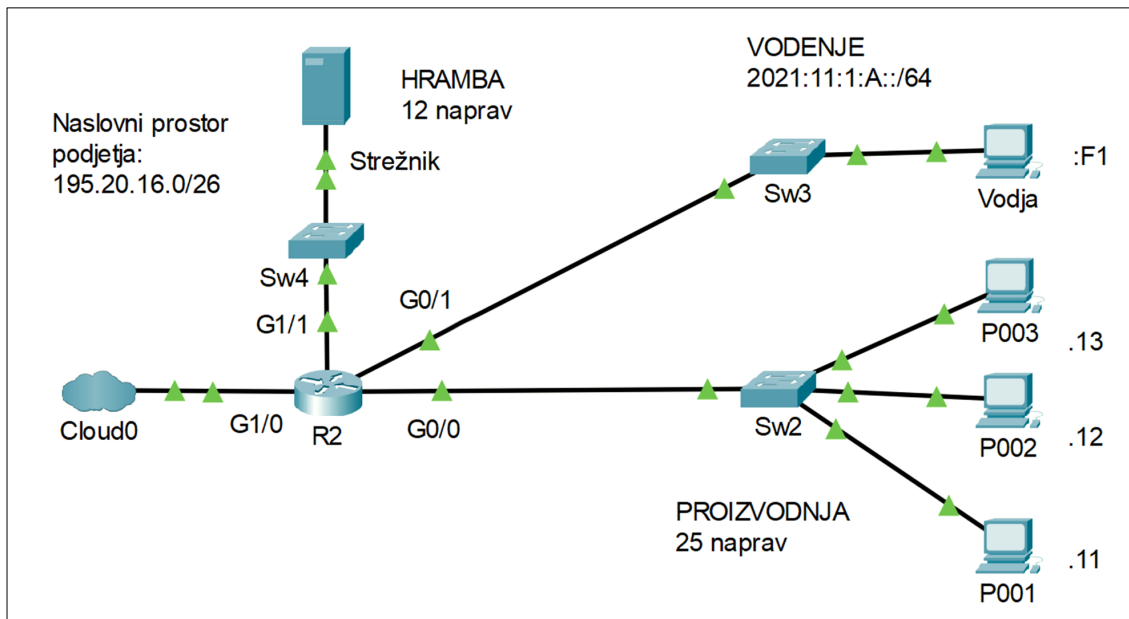 Naslovni prostor
podjetja:
195.20.16.0/26
HRAMBA
12 naprav
Strežnik
VODENJE
2021:11:1:A::/64
Sw3
Vodja
:F1
Sw4
G1/1
G0/1
P003
.13
Cloud0
G1/0
R2
G0/0
Sw2
P002
.12
PROIZVODNJA
25 naprav
P001
.11